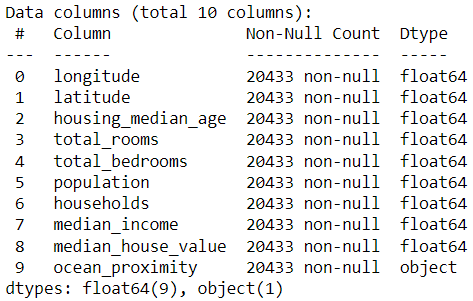 Data columns (total 10 columns):
 #   Column              Non-Null Count  Dtype
---  ------              --------------  -----
 0   longitude           20433 non-null  float64
 1   latitude            20433 non-null  float64
 2   housing_median_age  20433 non-null  float64
 3   total_rooms         20433 non-null  float64
 4   total_bedrooms      20433 non-null  float64
 5   population          20433 non-null  float64
 6   households          20433 non-null  float64
 7   median_income       20433 non-null  float64
 8   median_house_value  20433 non-null  float64
 9   ocean_proximity     20433 non-null  object
dtypes: float64(9), object(1)